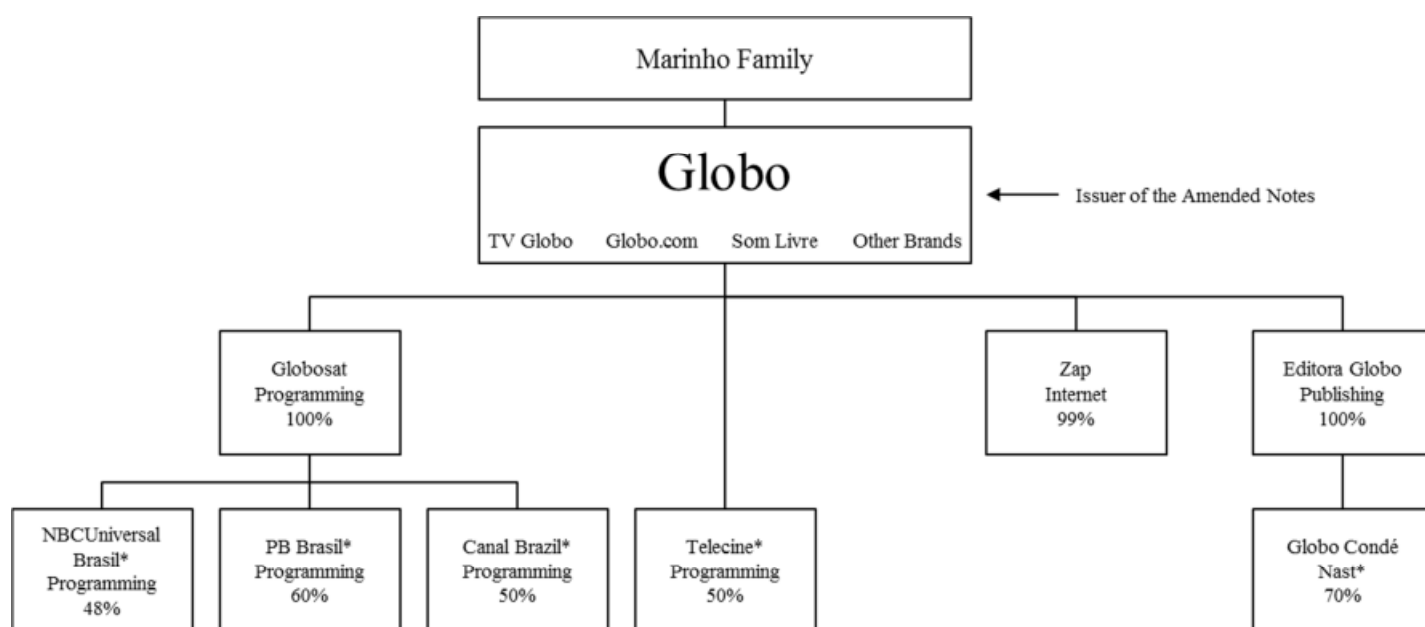 Marinho Family
Globo
Issuer of the Amended Notes
TV Globo Globo.com Som Livre Other Brands
Globosat
Programming
100%
Zap
Internet
99%
Editora Globo
Publishing
100%
NBCUniversal
Brasil*
Programming
48%
PB Brasil*
Programming
60%
Canal Brazil*
Programming
50%
Telecine*
Programming
50%
Globo Condé
Nast*
70%